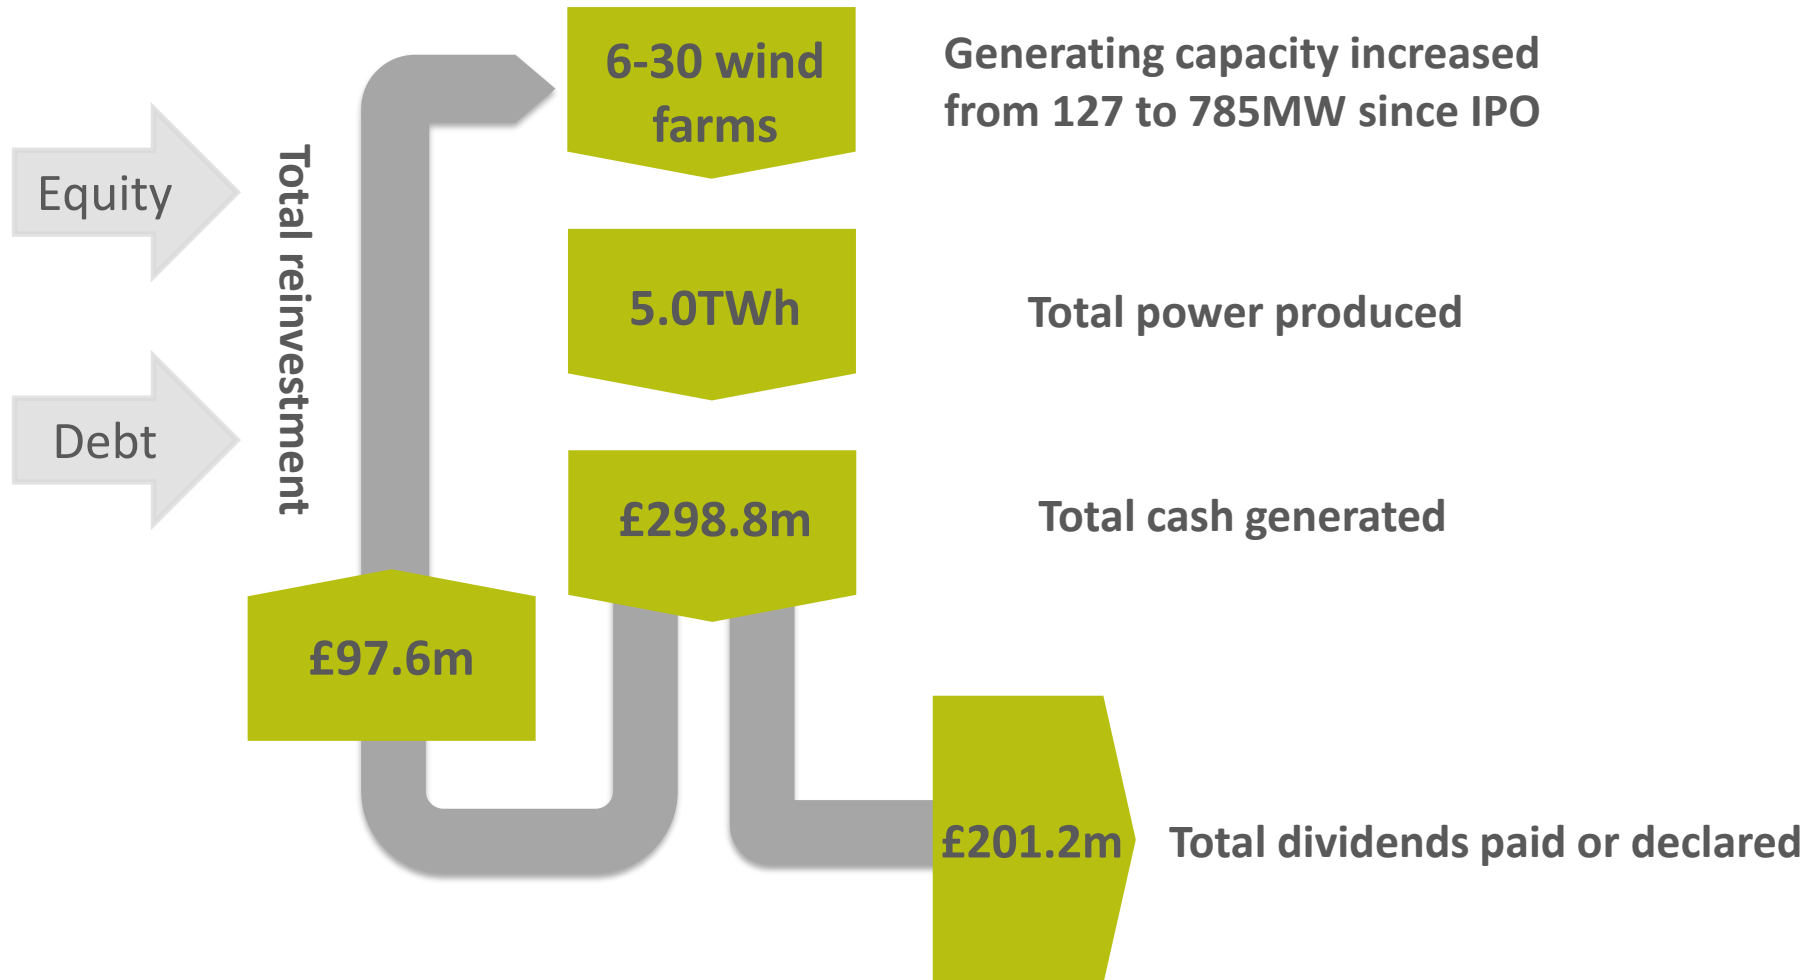 6-30 wind
farms
Generating capacity increased
from 127 to 785MW since IPO
Equity
Debt
Total reinvestment
5.0TWh
Total power produced
£298.8m
Total cash generated
£97.6m
£201.2m
Total dividends paid or declared